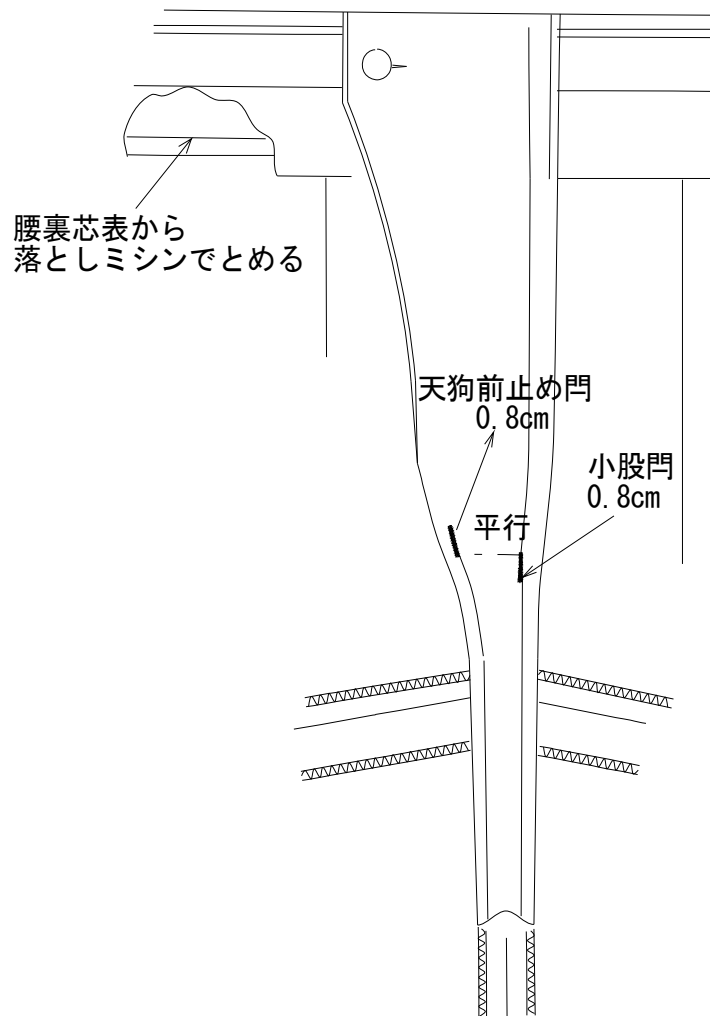 腰裏芯表から
落としミシンでとめる
天狗前止め閂
0.8cm
小股閂
0.8cm
平行